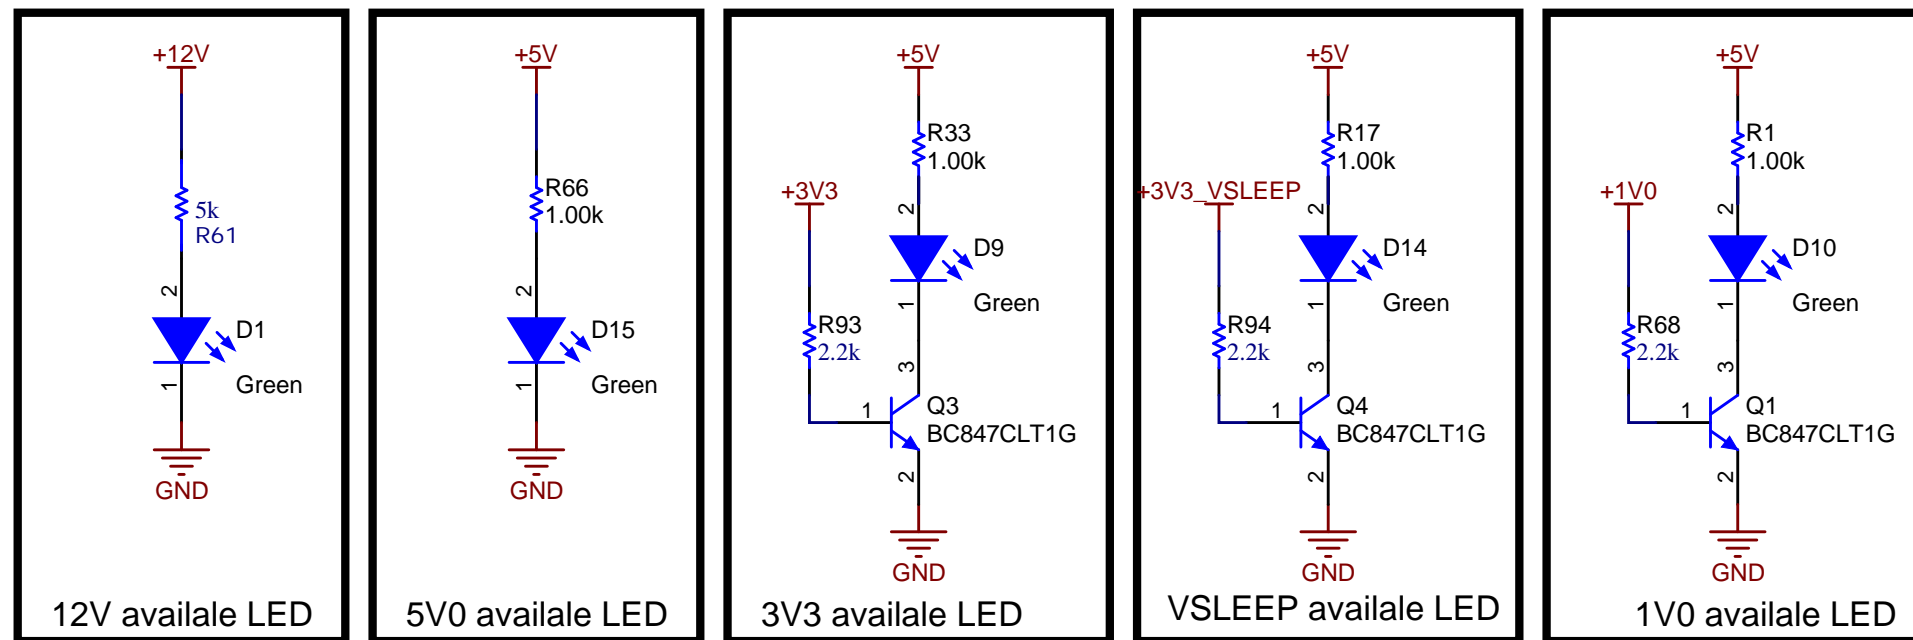 +12V
5k
R61
2
D1
1
Green
GND
12V availale LED
+5V
R66
1.00k
2
D15
1
Green
GND
5V0 availale LED
+5V
R33
1.00k
+3V3
2
D9
1
Green
R93
2.2k
3
1
Q3
BC847CLT1G
2
GND
3V3 availale LED
+5V
R17
1.00k
+3V3_VSLEEP
2
D14
1
Green
R94
2.2k
3
1
Q4
BC847CLT1G
2
GND
VSLEEP availale LED
+5V
R1
1.00k
+1V0
2
D10
1
Green
R68
2.2k
3
1
Q1
BC847CLT1G
2
GND
1V0 availale LED